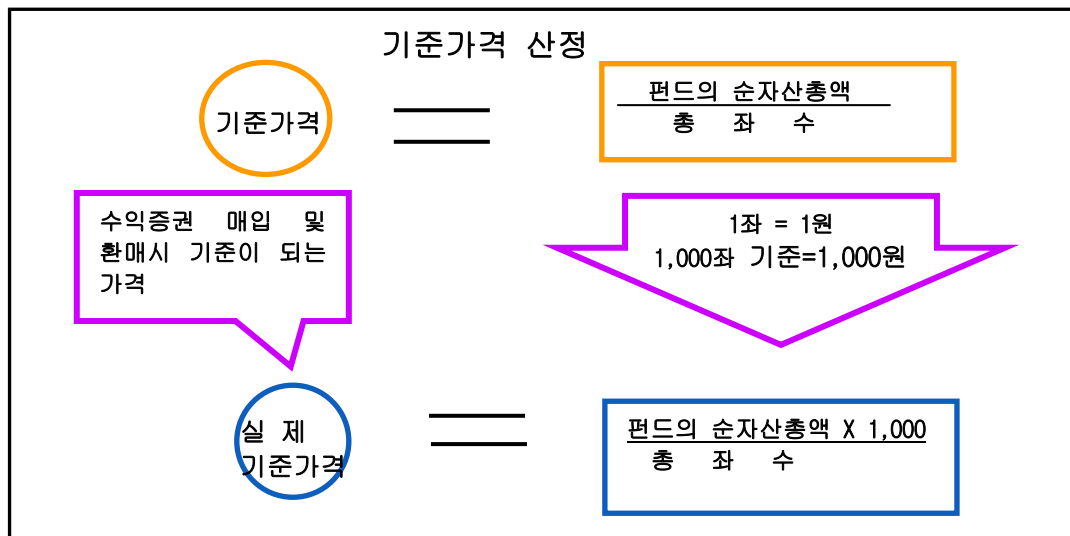 기준가격 산정
기준가격
펀드의 순자산총액
총 좌 수
수익증권 매입 및
환매시 기준이 되는
가격
1좌 = 1원
1,000좌 기준=1,000원
실 제
기준가격
펀드의 순자산총액 X 1,000
총 좌 수